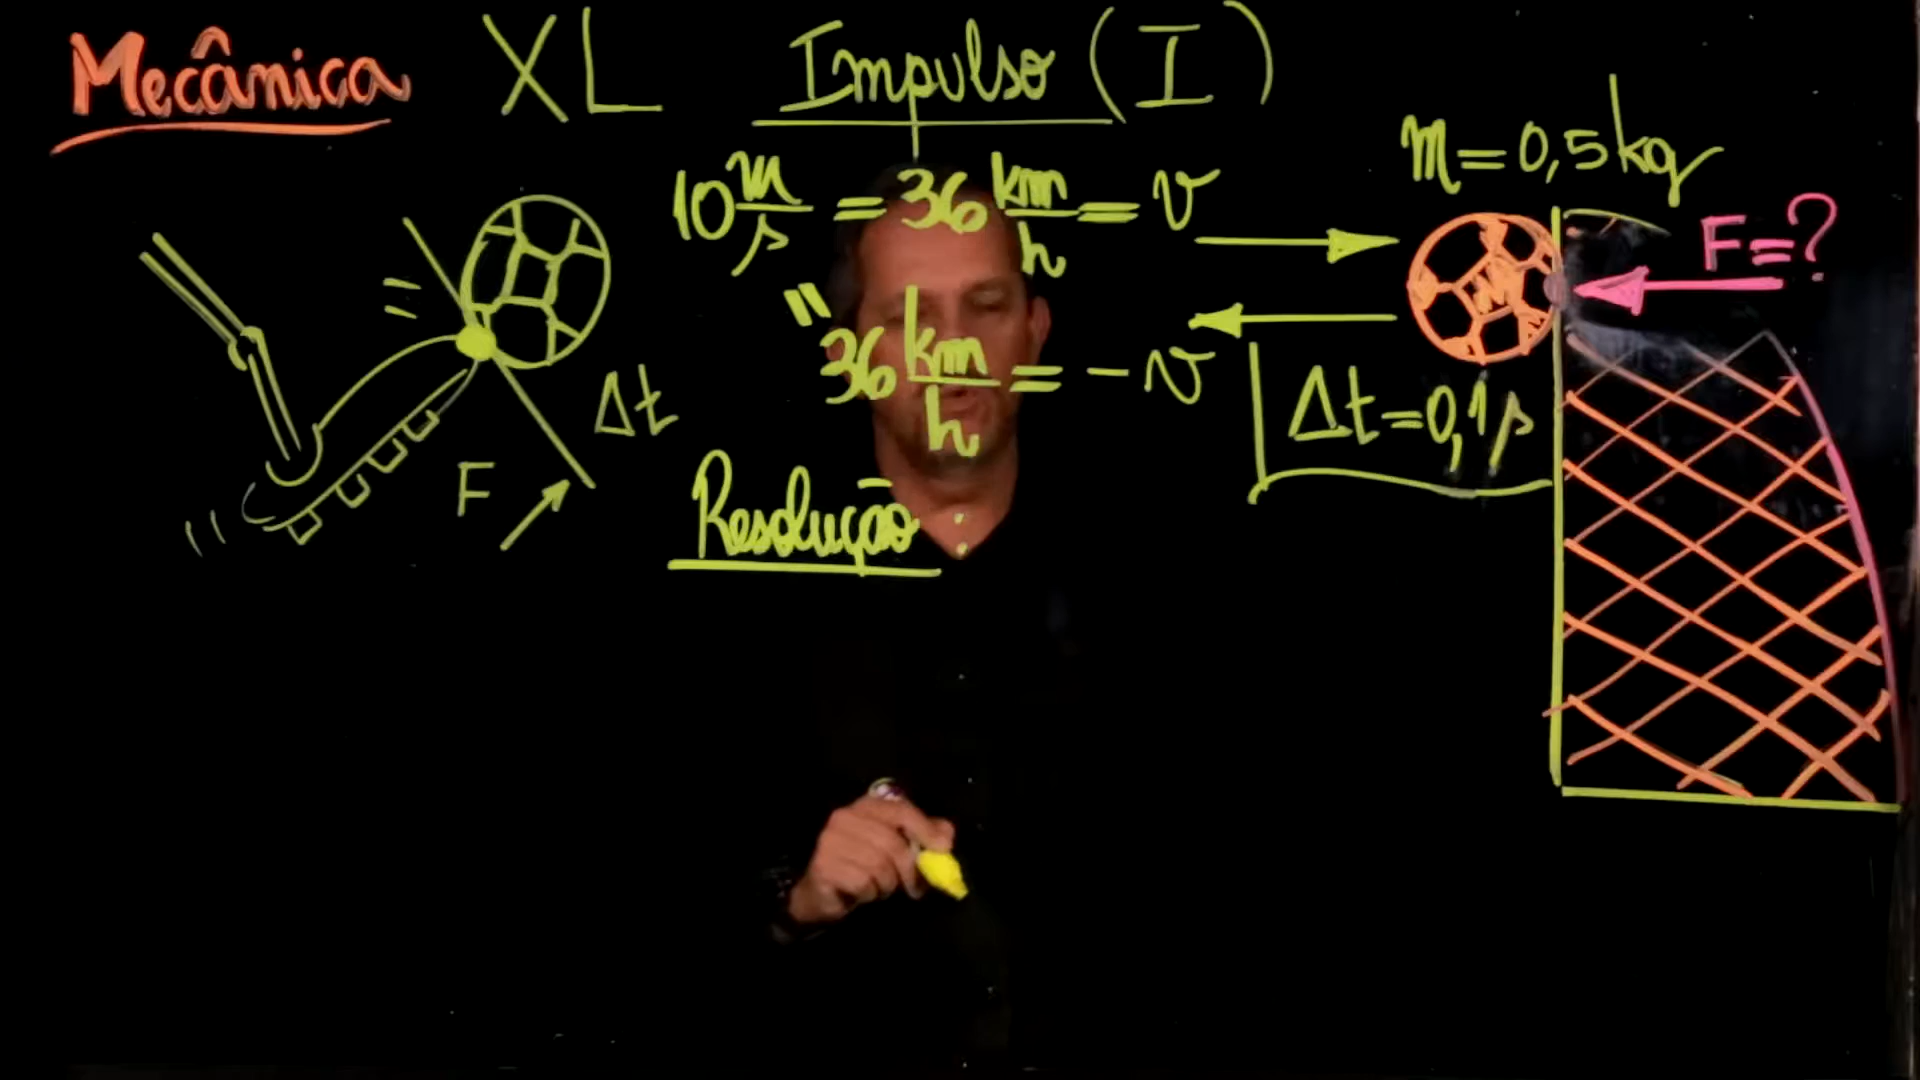 Mecânica XL Impulso (I)
m = 0,5 kg
10 m/s = 36 km/h = v
F = ?
" 36 km/h = - v
Δt = 0,1 s
Δt
F
Resolução :
M